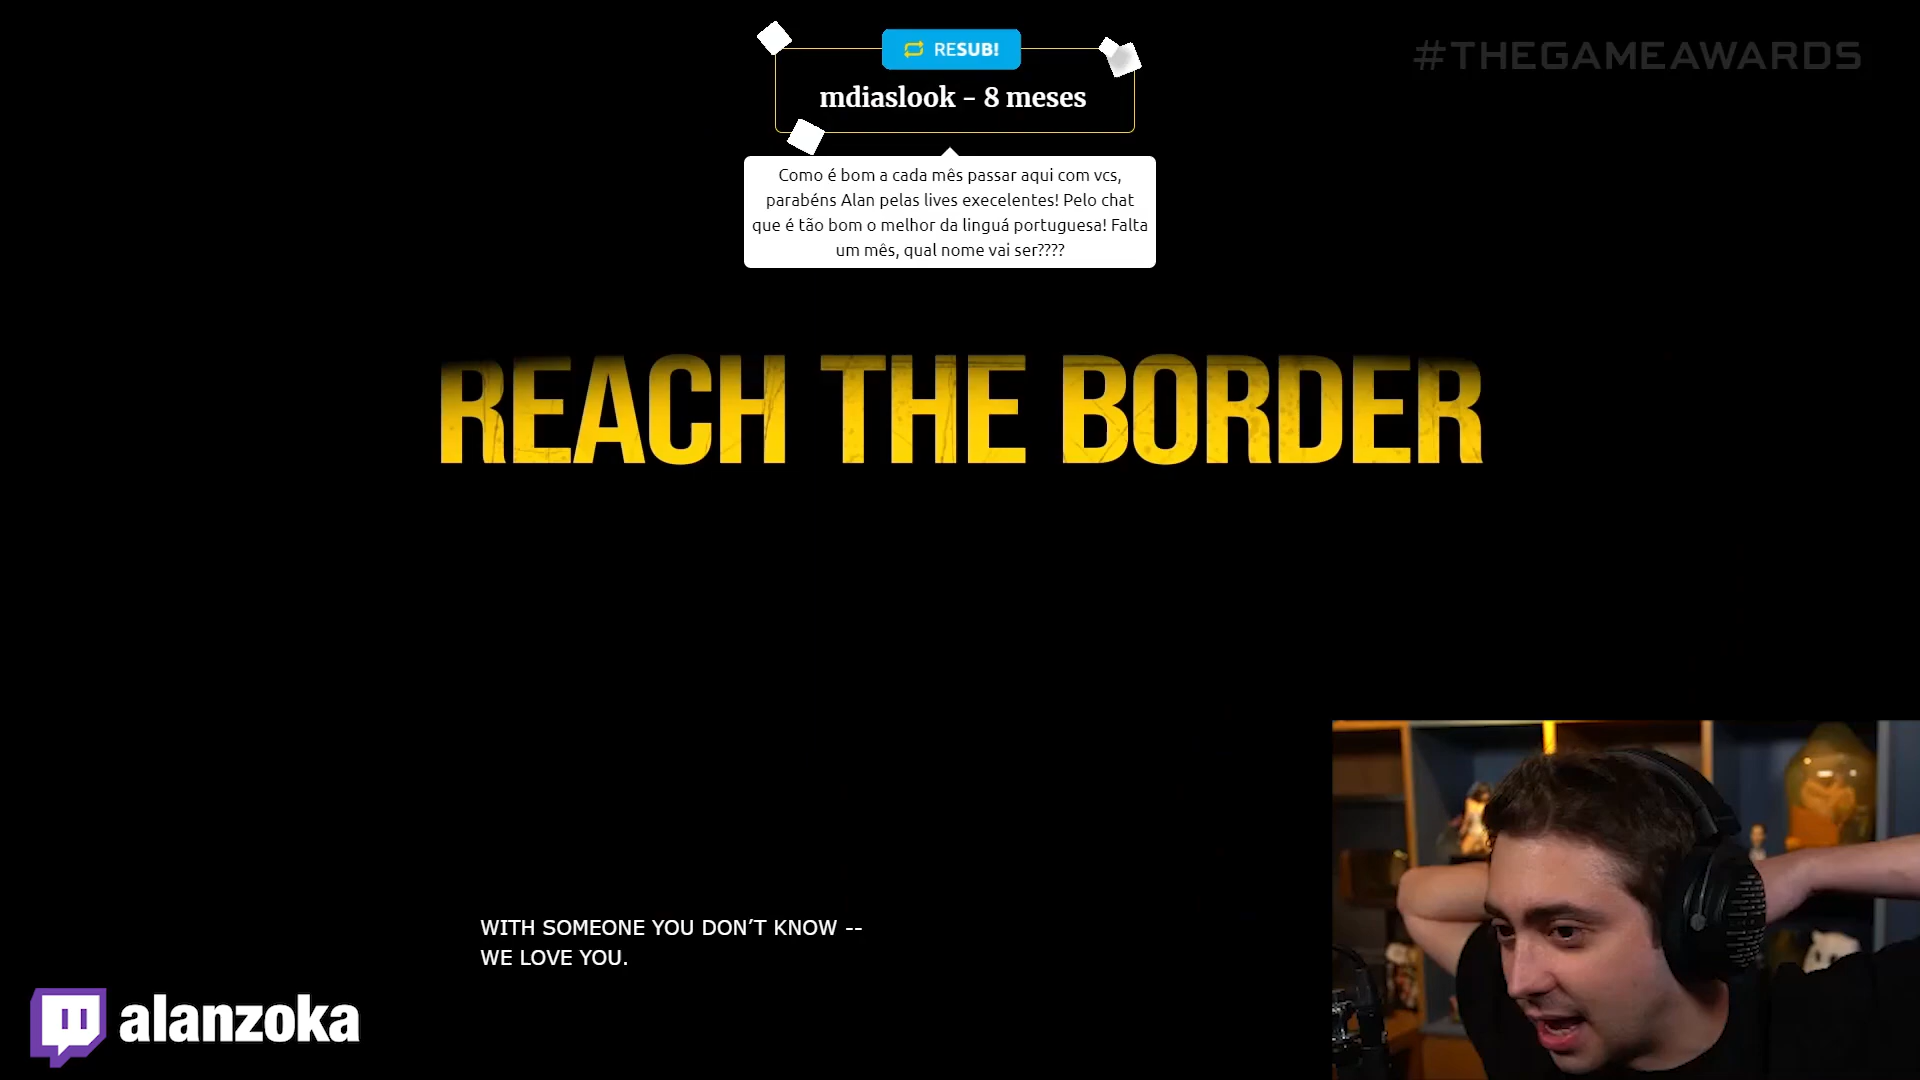 #THEGAMEAWARDS
RESUB!
mdiaslook - 8 meses
Como é bom a cada mês passar aqui com vcs,
parabéns Alan pelas lives execelentes! Pelo chat
que é tão bom o melhor da linguá portuguesa! Falta
um mês, qual nome vai ser????
REACH THE BORDER
WITH SOMEONE YOU DON'T KNOW --
WE LOVE YOU.
alanzoka